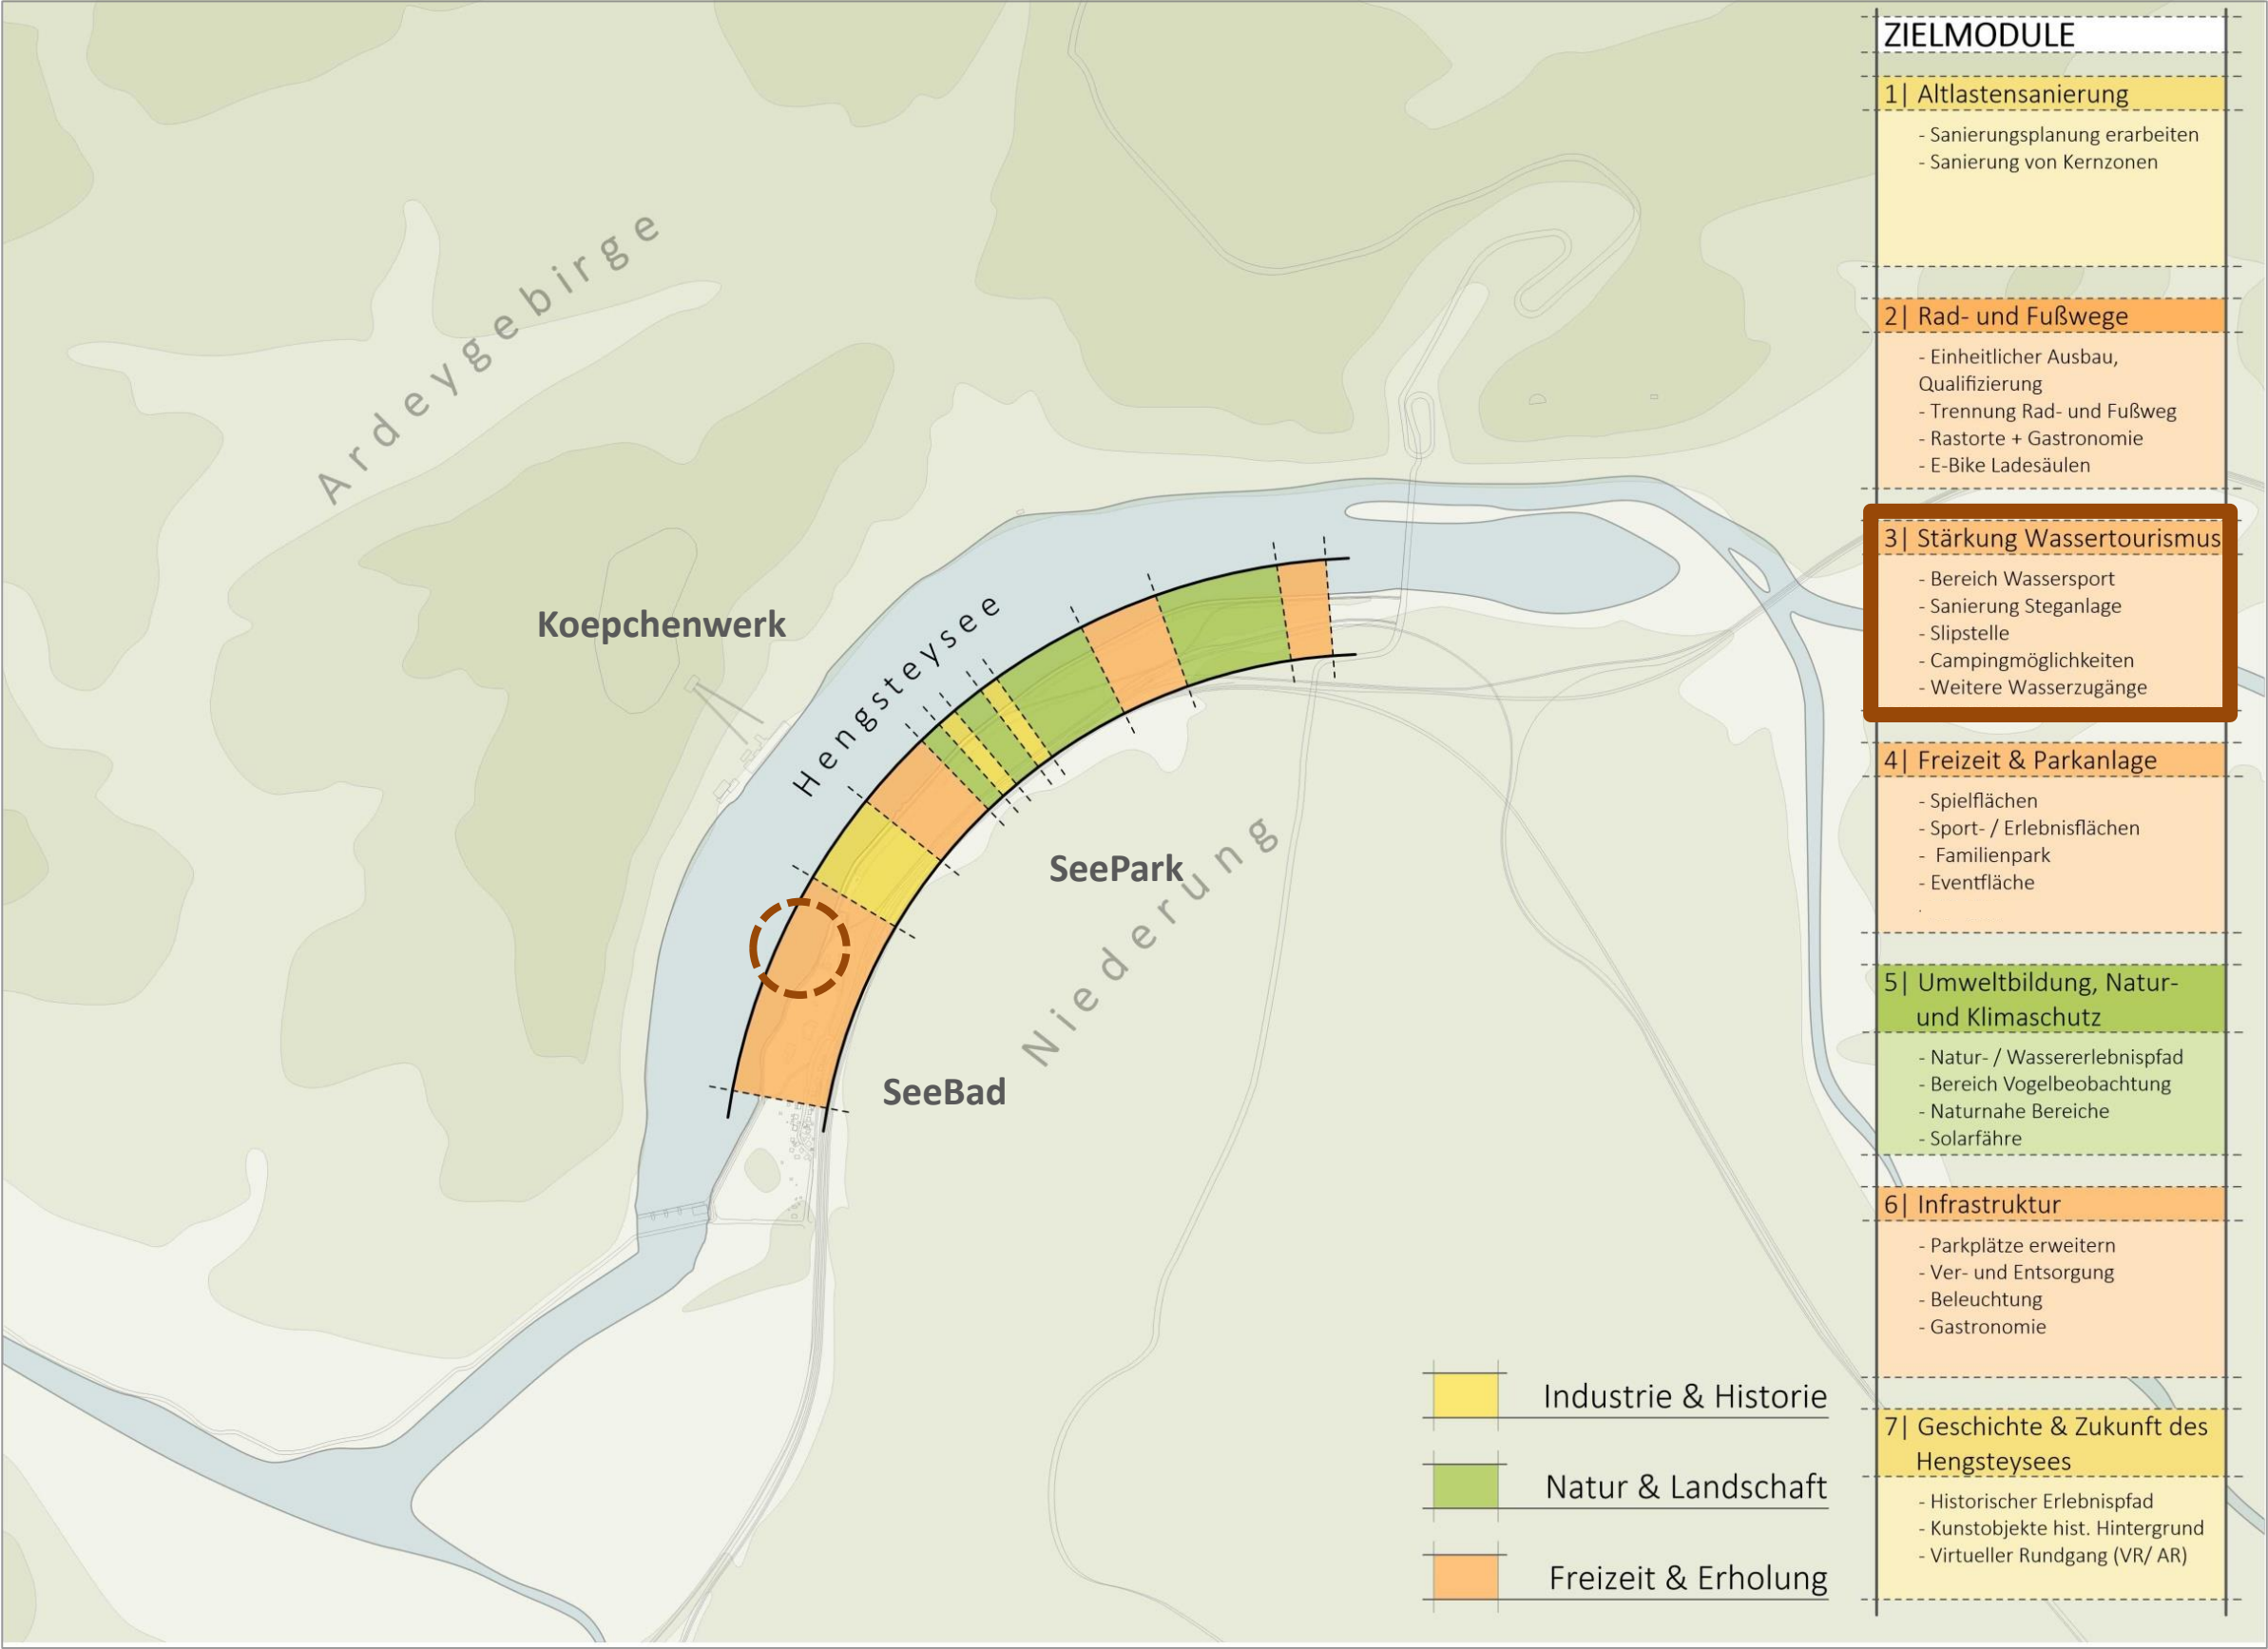 Ardeygebirge
Koepchenwerk
Hengsteysee
SeePark
Niederung
SeeBad
Industrie & Historie
Natur & Landschaft
Freizeit & Erholung
ZIELMODULE
1| Altlastensanierung
- Sanierungsplanung erarbeiten
- Sanierung von Kernzonen
2| Rad- und Fußwege
- Einheitlicher Ausbau,
Qualifizierung
- Trennung Rad- und Fußweg
- Rastorte + Gastronomie
- E-Bike Ladesäulen
3| Stärkung Wassertourismus
- Bereich Wassersport
- Sanierung Steganlage
- Slipstelle
- Campingmöglichkeiten
- Weitere Wasserzugänge
4| Freizeit & Parkanlage
- Spielflächen
- Sport- / Erlebnisflächen
- Familienpark
- Eventfläche
.
5| Umweltbildung, Natur-
und Klimaschutz
- Natur- / Wassererlebnispfad
- Bereich Vogelbeobachtung
- Naturnahe Bereiche
- Solarfähre
6| Infrastruktur
- Parkplätze erweitern
- Ver- und Entsorgung
- Beleuchtung
- Gastronomie
7| Geschichte & Zukunft des
Hengsteysees
- Historischer Erlebnispfad
- Kunstobjekte hist. Hintergrund
- Virtueller Rundgang (VR/ AR)